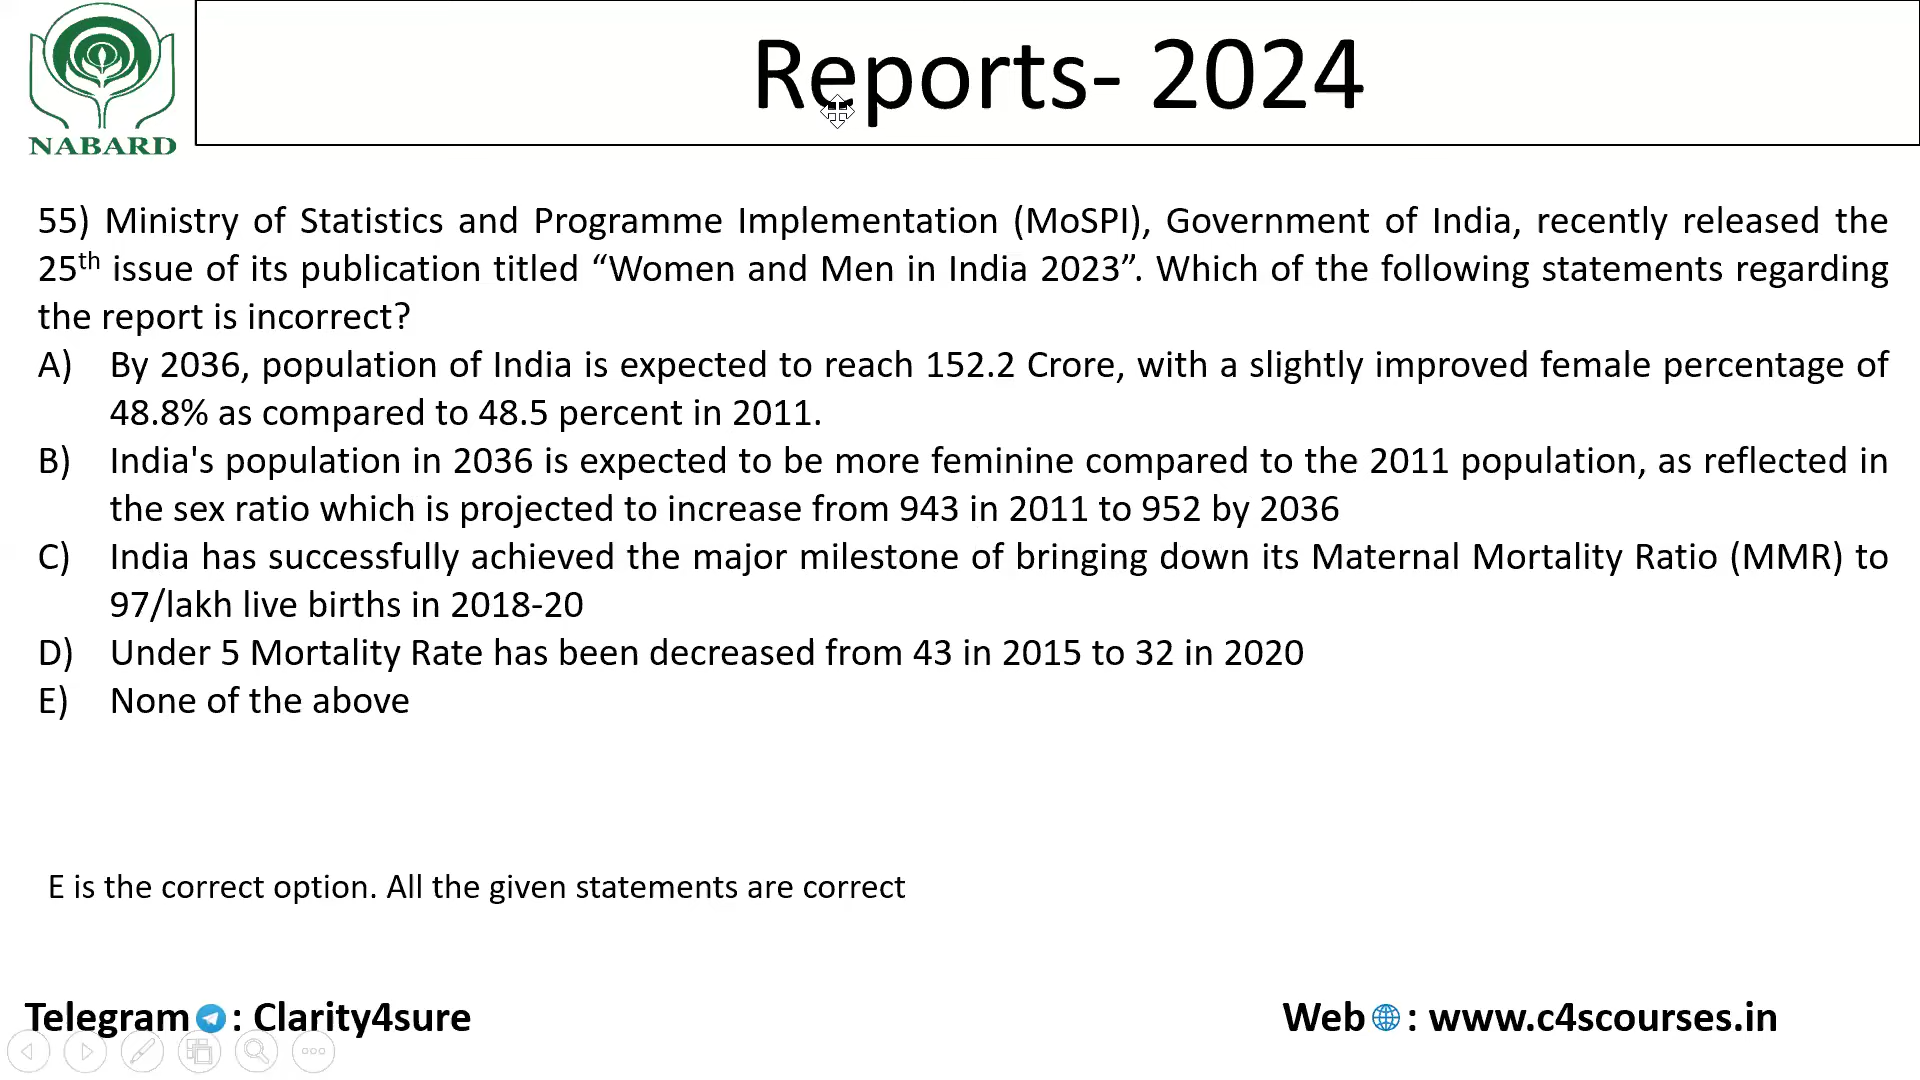 NABARD
Reports- 2024
55) Ministry of Statistics and Programme Implementation (MoSPI), Government of India, recently released the
25th issue of its publication titled “Women and Men in India 2023”. Which of the following statements regarding
the report is incorrect?
A) By 2036, population of India is expected to reach 152.2 Crore, with a slightly improved female percentage of
48.8% as compared to 48.5 percent in 2011.
B) India's population in 2036 is expected to be more feminine compared to the 2011 population, as reflected in
the sex ratio which is projected to increase from 943 in 2011 to 952 by 2036
C) India has successfully achieved the major milestone of bringing down its Maternal Mortality Ratio (MMR) to
97/lakh live births in 2018-20
D) Under 5 Mortality Rate has been decreased from 43 in 2015 to 32 in 2020
E) None of the above
E is the correct option. All the given statements are correct
Telegram : Clarity4sure
Web : www.c4scourses.in